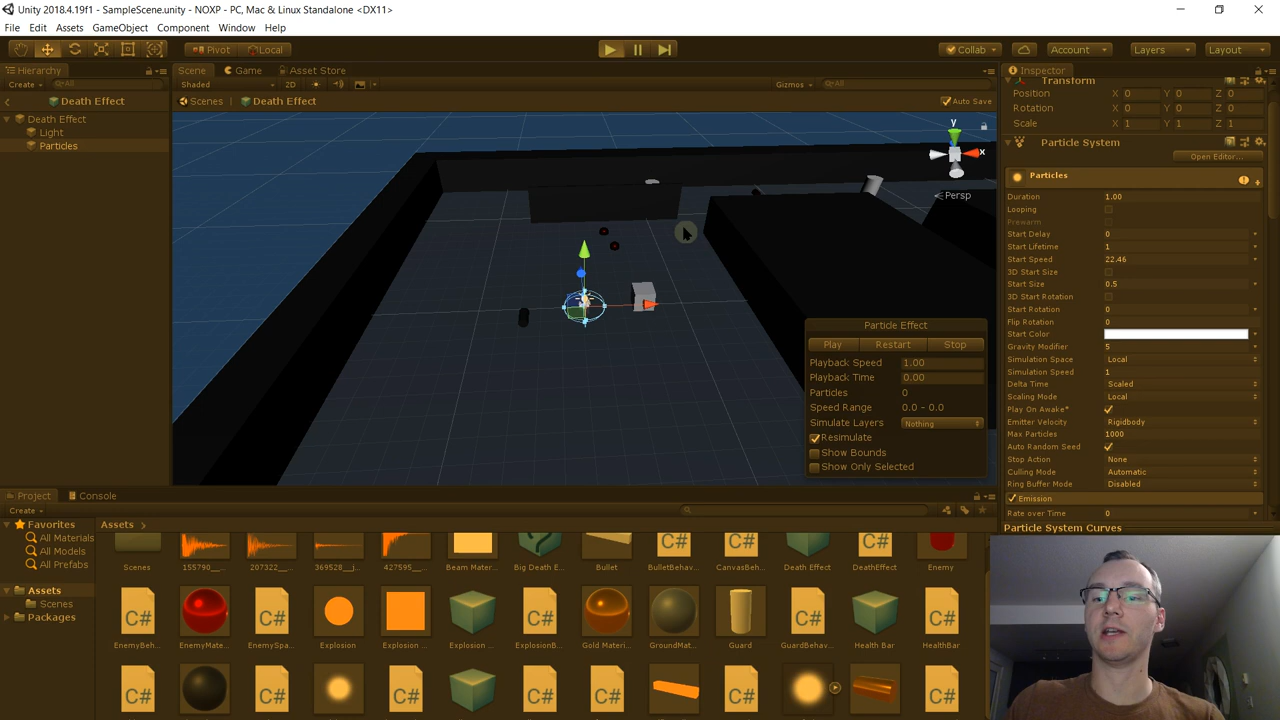 Unity 2018.4.19f1 - SampleScene.unity - NOXP - PC, Mac & Linux Standalone <DX11>
File Edit Assets GameObject Component Window Help
Pivot Local Collab Account Layers Layout
Hierarchy
Create All
Death Effect
Death Effect
Light
Particles
Scene Game Asset Store
Shaded 2D Gizmos All
Scenes Death Effect Auto Save
y
x
Persp
Particle Effect
Play Restart Stop
Playback Speed 1.00
Playback Time 0.00
Particles 0
Speed Range 0.0 - 0.0
Simulate Layers Nothing
Resimulate
Show Bounds
Show Only Selected
Inspector
Transform
Position X 0 Y 0 Z 0
Rotation X 0 Y 0 Z 0
Scale X 1 Y 1 Z 1
Particle System
Open Editor...
Particles
Duration 1.00
Looping
Prewarm
Start Delay 0
Start Lifetime 1
Start Speed 22.46
3D Start Size
Start Size 0.5
3D Start Rotation
Start Rotation 0
Flip Rotation 0
Start Color
Gravity Modifier 5
Simulation Space Local
Simulation Speed 1
Delta Time Scaled
Scaling Mode Local
Play On Awake*
Emitter Velocity Rigidbody
Max Particles 1000
Auto Random Seed
Stop Action None
Culling Mode Automatic
Ring Buffer Mode Disabled
Emission
Rate over Time 0
Particle System Curves
Project Console
Create
Favorites
All Materials
All Models
All Prefabs
Assets
Scenes
Packages
Assets
Scenes 155790__... 207322__... 369528__j... 427595__... Beam Mater... Big Death E... Bullet BulletBehav... CanvasBeha... Death Effect DeathEffect Enemy
C# C# C#
EnemyBeh... EnemyMate... EnemySpa... Explosion Explosion ... Explosion ... ExplosionB... Gold Materi... GroundMat... Guard GuardBehav... Health Bar HealthBar
C# C# C# C# C#
C# C# C# C# C# C#